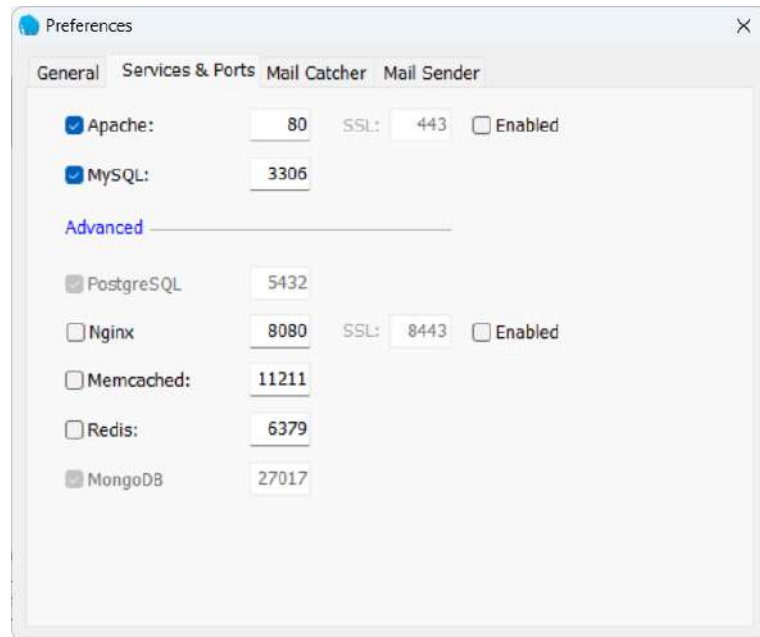 Preferences
General Services & Ports Mail Catcher Mail Sender
Apache: 80 SSL: 443 Enabled
MySQL: 3306
Advanced
PostgreSQL 5432
Nginx 8080 SSL: 8443 Enabled
Memcached: 11211
Redis: 6379
MongoDB 27017